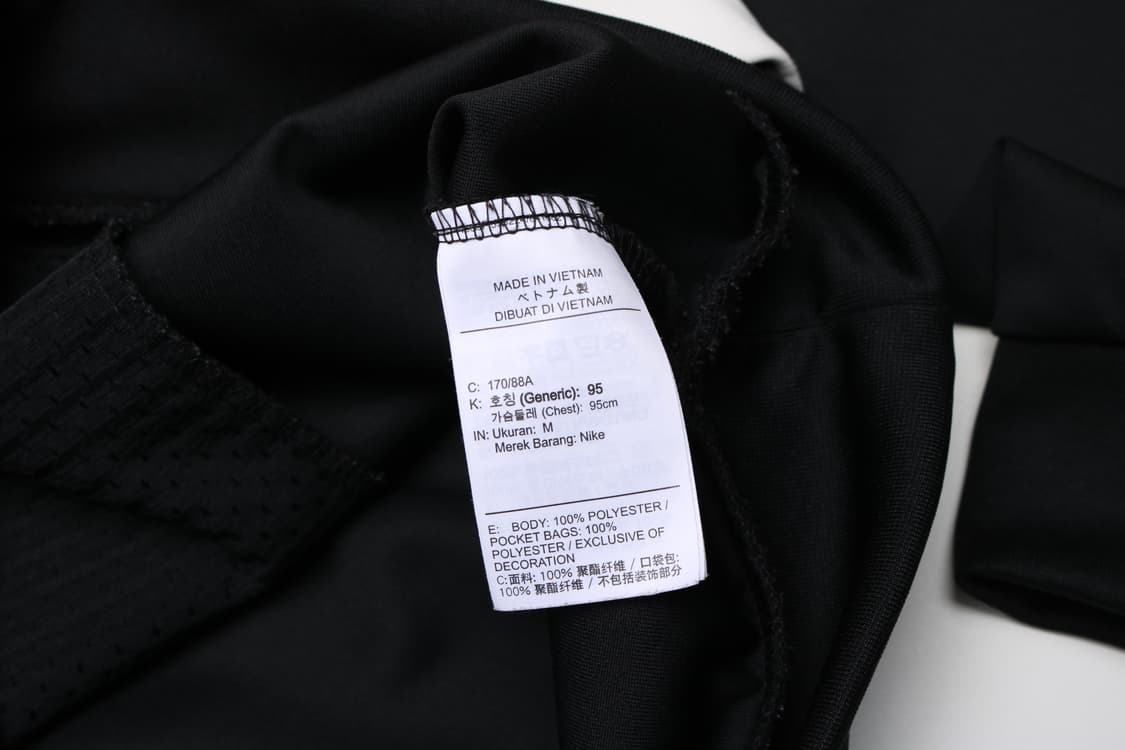 MADE IN VIETNAM
ベトナム製
DIBUAT DI VIETNAM
C: 170/88A
K: 호칭 (Generic): 95
가슴둘레 (Chest): 95cm
IN: Ukuran: M
Merek Barang: Nike
E: BODY: 100% POLYESTER /
POCKET BAGS: 100%
POLYESTER / EXCLUSIVE OF
DECORATION
C:面料: 100% 聚酯纤维 / 口袋包:
100% 聚酯纤维 / 不包括装饰部分